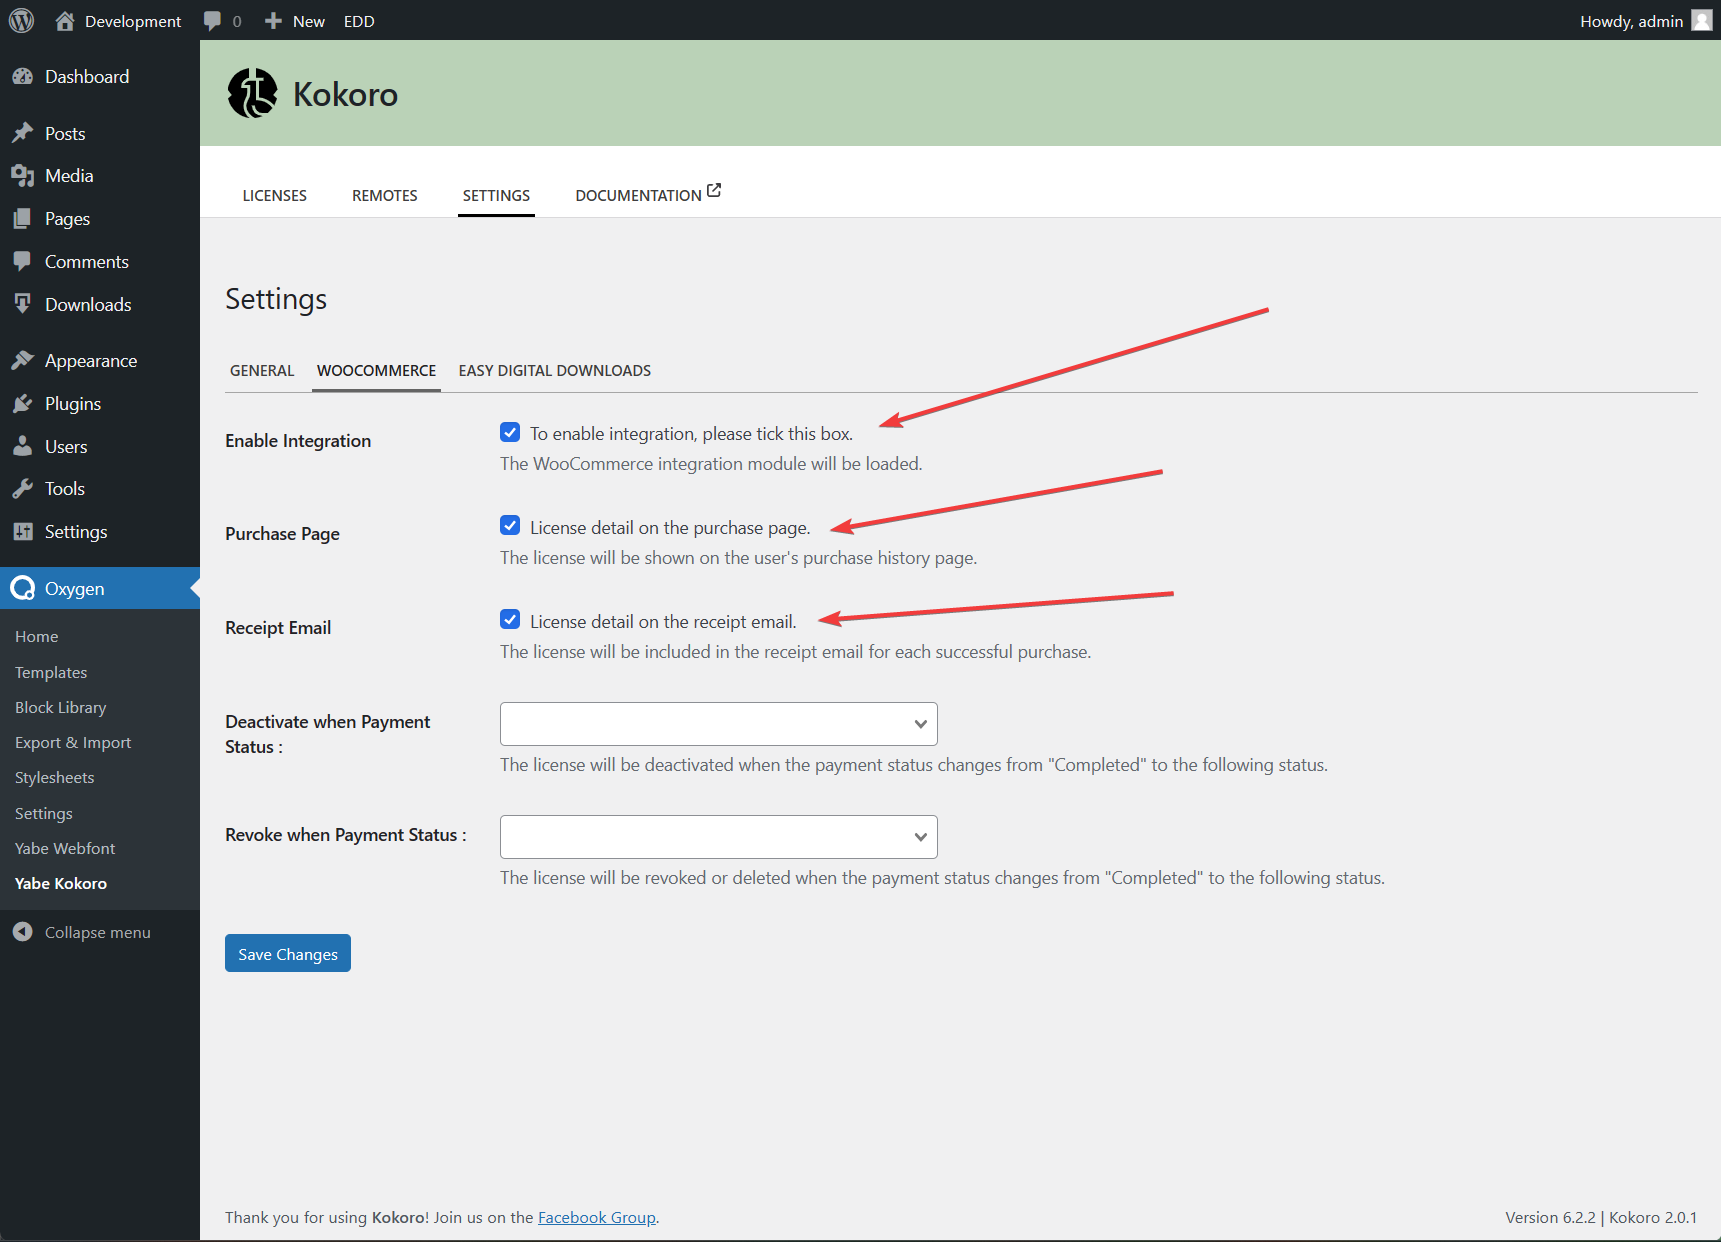 Development 0 New EDD Howdy, admin
Dashboard
Posts
Media
Pages
Comments
Downloads
Appearance
Plugins
Users
Tools
Settings
Oxygen
Home
Templates
Block Library
Export & Import
Stylesheets
Settings
Yabe Webfont
Yabe Kokoro
Collapse menu
Kokoro
LICENSES REMOTES SETTINGS DOCUMENTATION
Settings
GENERAL WOOCOMMERCE EASY DIGITAL DOWNLOADS
Enable Integration
To enable integration, please tick this box.
The WooCommerce integration module will be loaded.
Purchase Page
License detail on the purchase page.
The license will be shown on the user's purchase history page.
Receipt Email
License detail on the receipt email.
The license will be included in the receipt email for each successful purchase.
Deactivate when Payment
Status :
The license will be deactivated when the payment status changes from "Completed" to the following status.
Revoke when Payment Status :
The license will be revoked or deleted when the payment status changes from "Completed" to the following status.
Save Changes
Thank you for using Kokoro! Join us on the Facebook Group.
Version 6.2.2 | Kokoro 2.0.1